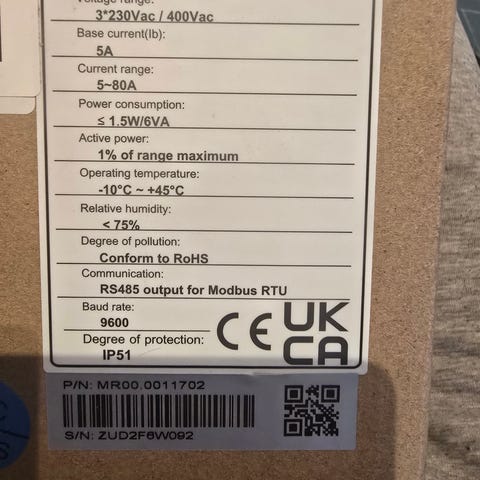 Voltage range:
3*230Vac / 400Vac
Base current(Ib):
5A
Current range:
5~80A
Power consumption:
≤ 1.5W/6VA
Active power:
1% of range maximum
Operating temperature:
-10°C ~ +45°C
Relative humidity:
< 75%
Degree of pollution:
Conform to RoHS
Communication:
RS485 output for Modbus RTU
Baud rate:
9600
Degree of protection:
IP51
CE UK
CA
P/N: MR00.0011702
S/N: ZUD2F6W092